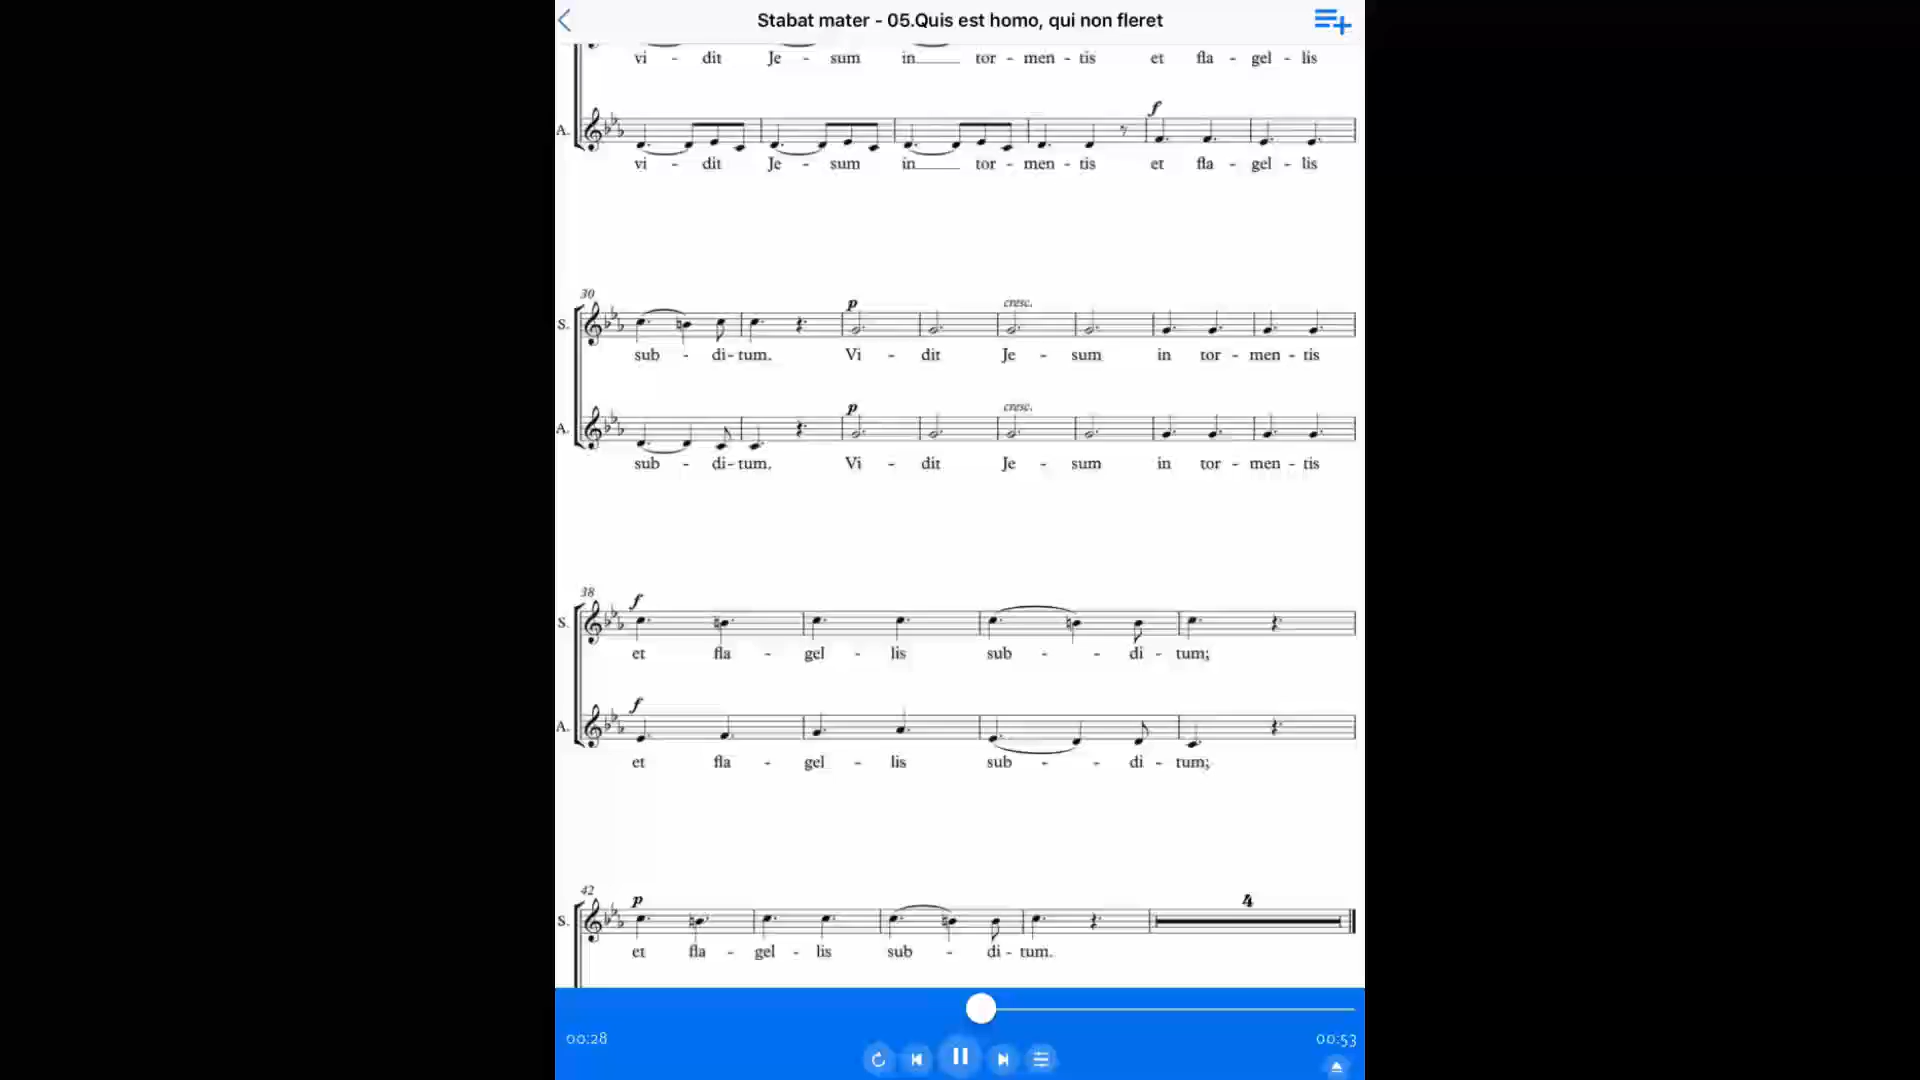 Stabat mater - 05.Quis est homo, qui non fleret
vi - dit Je - sum in____ tor - men - tis et fla - gel - lis
f
A.
vi - dit Je - sum in____ tor - men - tis et fla - gel - lis
30
p cresc.
S.
sub - di - tum. Vi - dit Je - sum in tor - men - tis
p cresc.
A.
sub - di - tum. Vi - dit Je - sum in tor - men - tis
38
f
S.
et fla - gel - lis sub - - di - tum;
f
A.
et fla - gel - lis sub - - di - tum;
42
p 4
S.
et fla - gel - lis sub - di - tum.
00:28 00:53